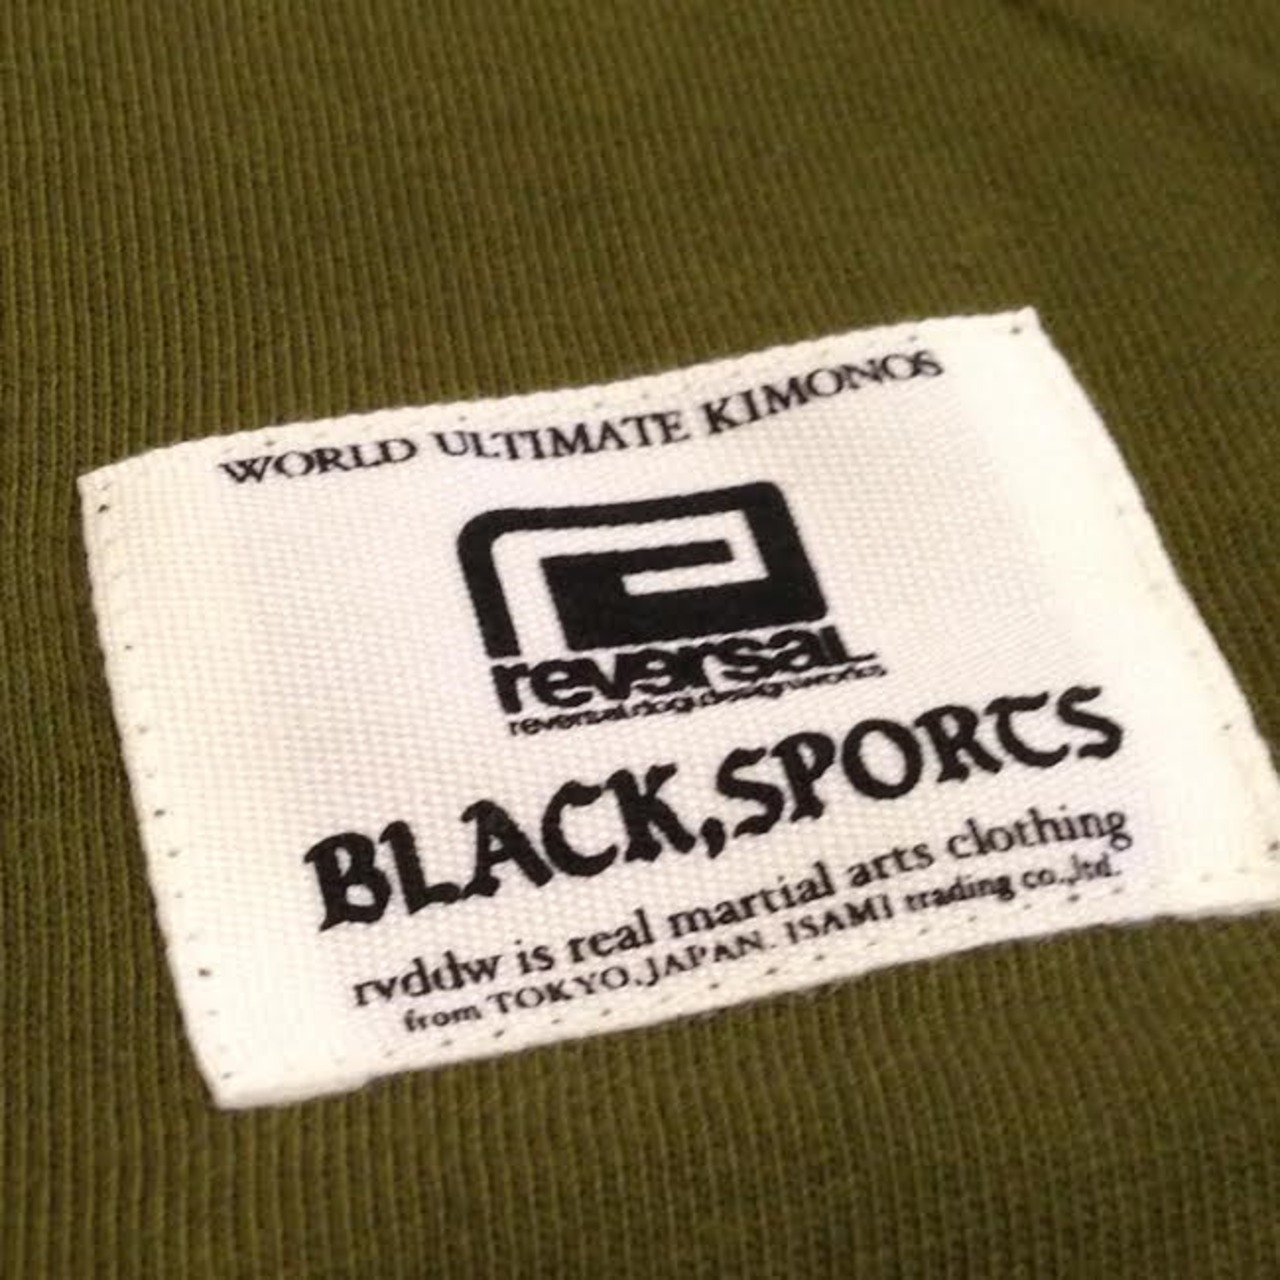 WORLD ULTIMATE KIMONOS
reversal
reversal.dogi.design.works
BLACK,SPORTS
rvddw is real martial arts clothing
from TOKYO,JAPAN. ISAMI trading co.,ltd.